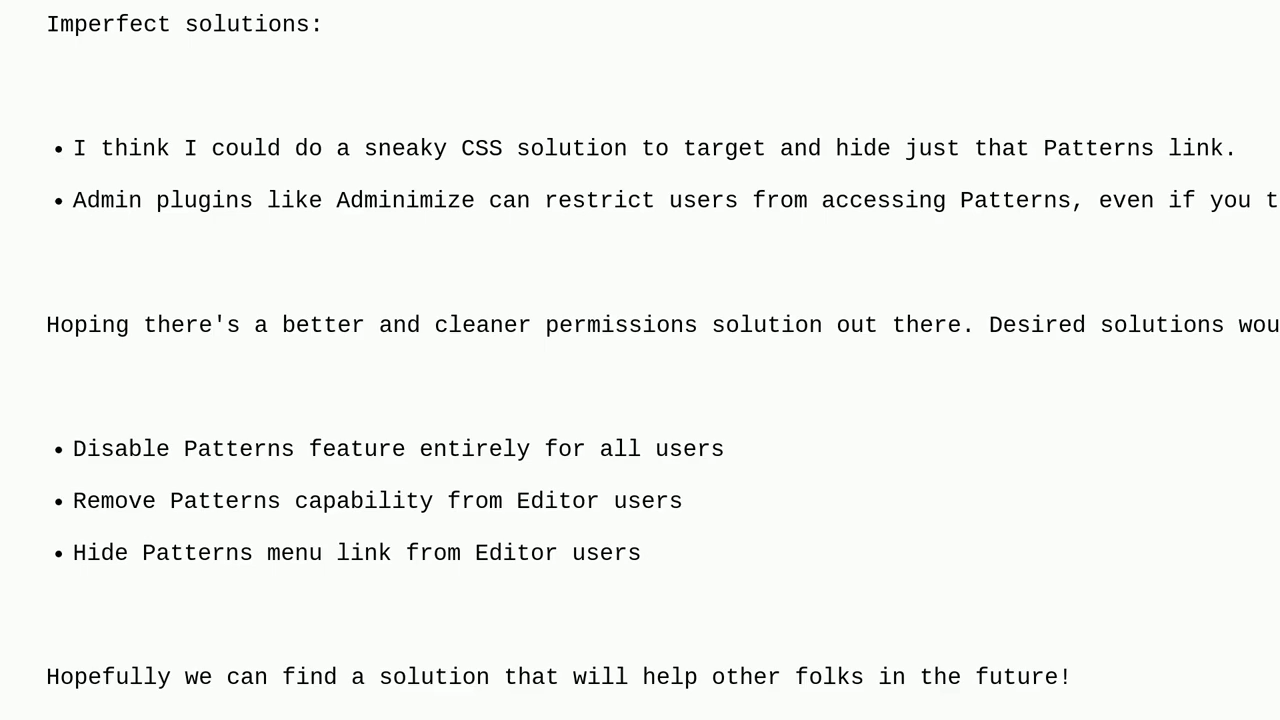 Imperfect solutions:
• I think I could do a sneaky CSS solution to target and hide just that Patterns link.
• Admin plugins like Adminimize can restrict users from accessing Patterns, even if you
Hoping there's a better and cleaner permissions solution out there. Desired solutions
• Disable Patterns feature entirely for all users
• Remove Patterns capability from Editor users
• Hide Patterns menu link from Editor users
Hopefully we can find a solution that will help other folks in the future!